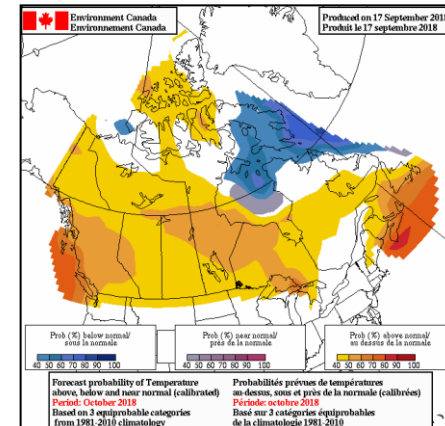 Environment Canada
Environnement Canada
Produced on 17 September 2018
Produit le 17 septembre 2018
Prob (%) below normal/
sous la normale
40 50 60 70 80 90 100
Prob (%) near normal/
près de la normale
40 50 60 70 80 90 100
Prob (%) above normal/
au dessus de la normale
40 50 60 70 80 90 100
Forecast probability of Temperature
above, below and near normal (calibrated)
Period: October 2018
Based on 3 equiprobable categories
from 1981-2010 climatology
Probabilités prévues de températures
au-dessus, sous et près de la normale (calibrées)
Période: octobre 2018
Basé sur 3 catégories équiprobables
de la climatologie 1981-2010